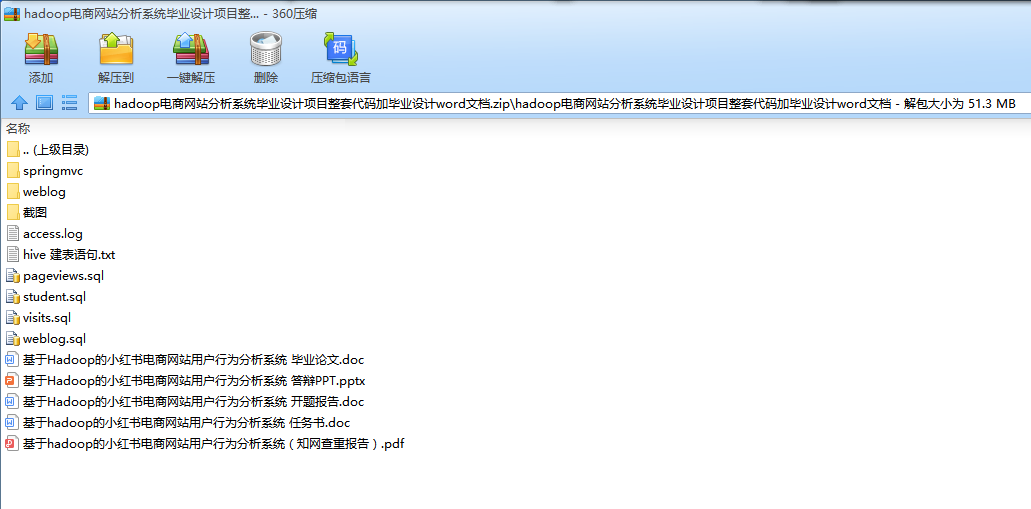 hadoop电商网站分析系统毕业设计项目整... - 360压缩
添加 解压到 一键解压 删除 码 压缩包语言
hadoop电商网站分析系统毕业设计项目整套代码加毕业设计word文档.zip\hadoop电商网站分析系统毕业设计项目整套代码加毕业设计word文档 - 解包大小为 51.3 MB
名称
.. (上级目录)
springmvc
weblog
截图
access.log
hive 建表语句.txt
pageviews.sql
student.sql
visits.sql
weblog.sql
基于Hadoop的小红书电商网站用户行为分析系统 毕业论文.doc
基于Hadoop的小红书电商网站用户行为分析系统 答辩PPT.pptx
基于Hadoop的小红书电商网站用户行为分析系统 开题报告.doc
基于hadoop的小红书电商网站用户行为分析系统 任务书.doc
基于hadoop的小红书电商网站用户行为分析系统（知网查重报告）.pdf